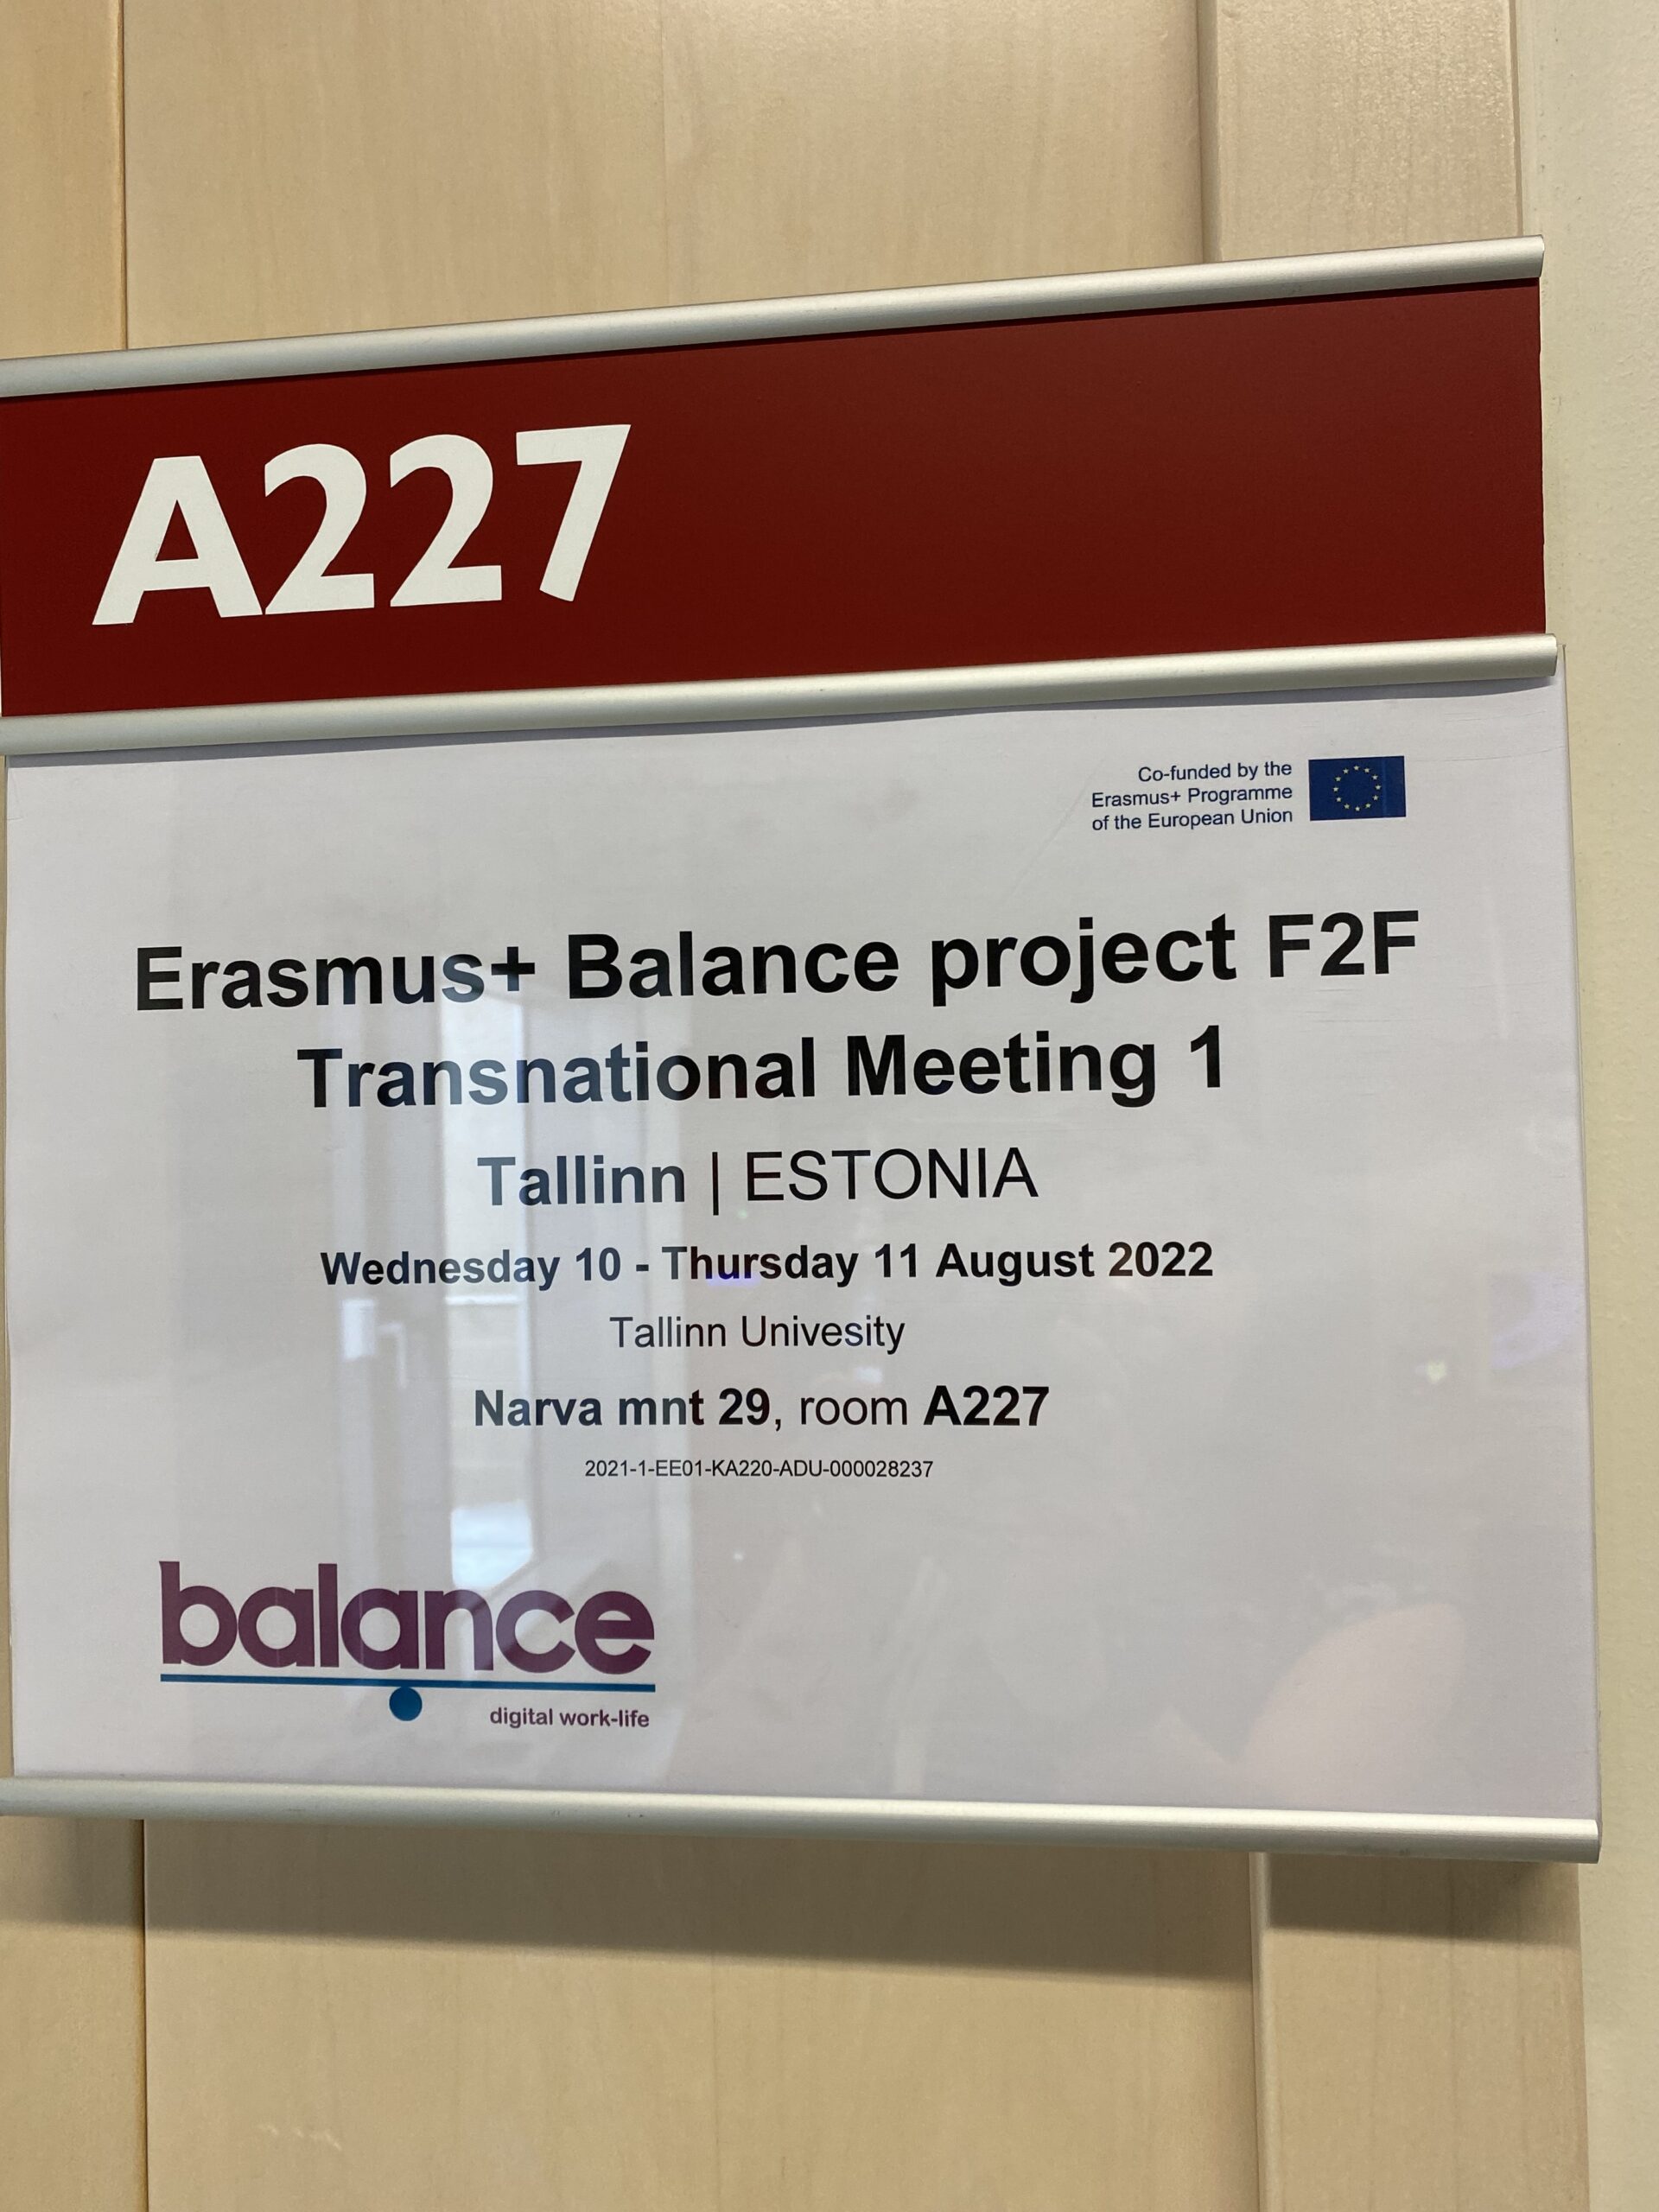 A227
Co-funded by the
Erasmus+ Programme
of the European Union
Erasmus+ Balance project F2F
Transnational Meeting 1
Tallinn | ESTONIA
Wednesday 10 - Thursday 11 August 2022
Tallinn Univesity
Narva mnt 29, room A227
2021-1-EE01-KA220-ADU-000028237
balance
digital work-life